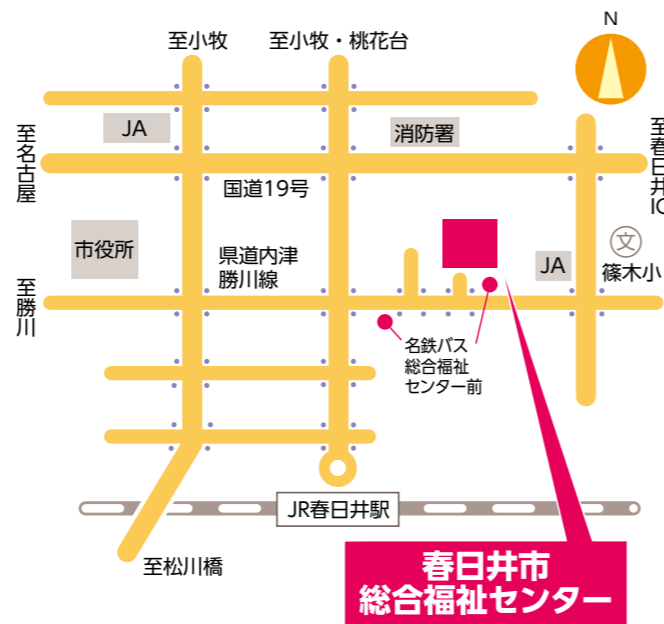 N
至小牧
至小牧・桃花台
JA
消防署
至名古屋
至春日井IC
国道19号
市役所
県道内津
勝川線
JA
文
篠木小
至勝川
名鉄バス
総合福祉
センター前
JR春日井駅
至松川橋
春日井市
総合福祉センター